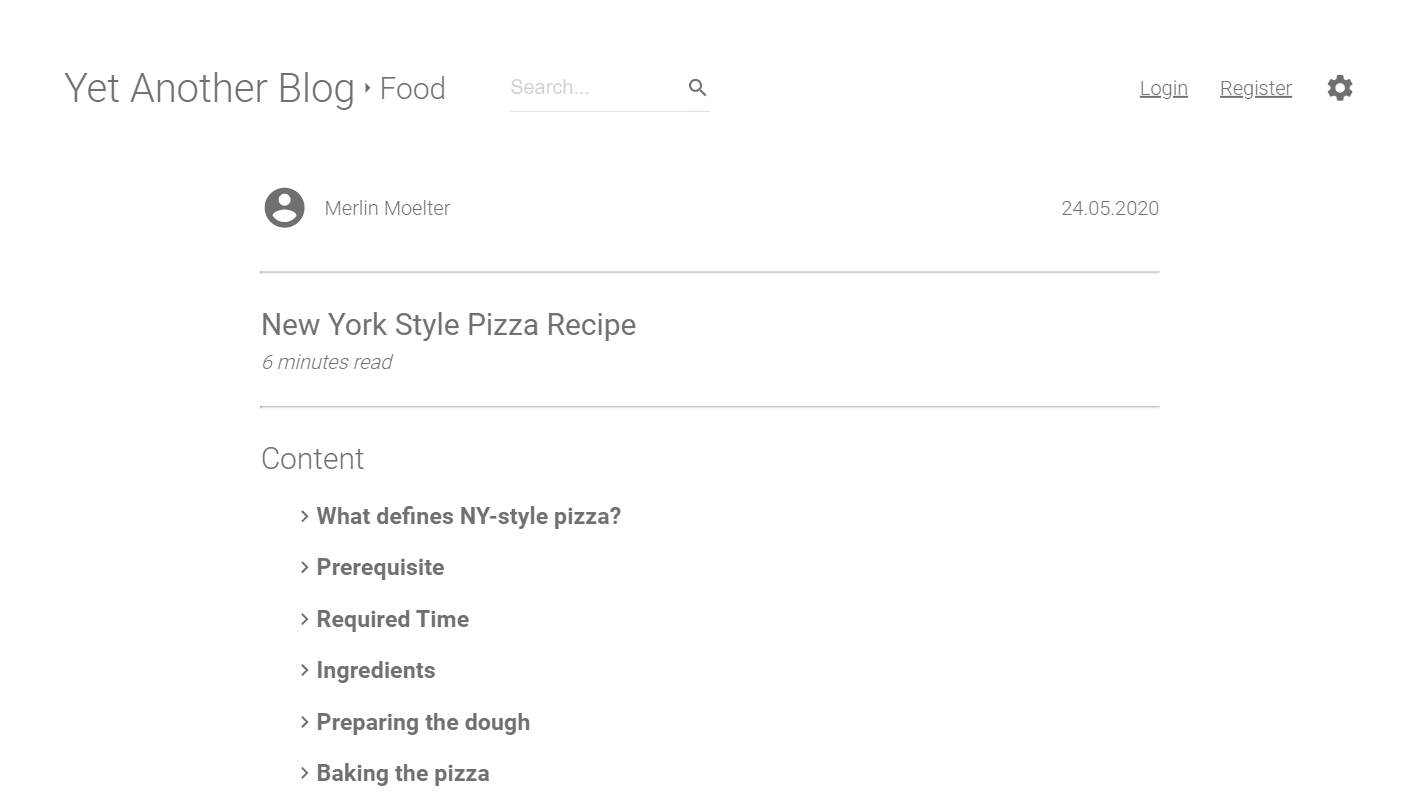 Yet Another Blog Food Search... Login Register
Merlin Moelter 24.05.2020
New York Style Pizza Recipe
6 minutes read
Content
What defines NY-style pizza?
Prerequisite
Required Time
Ingredients
Preparing the dough
Baking the pizza